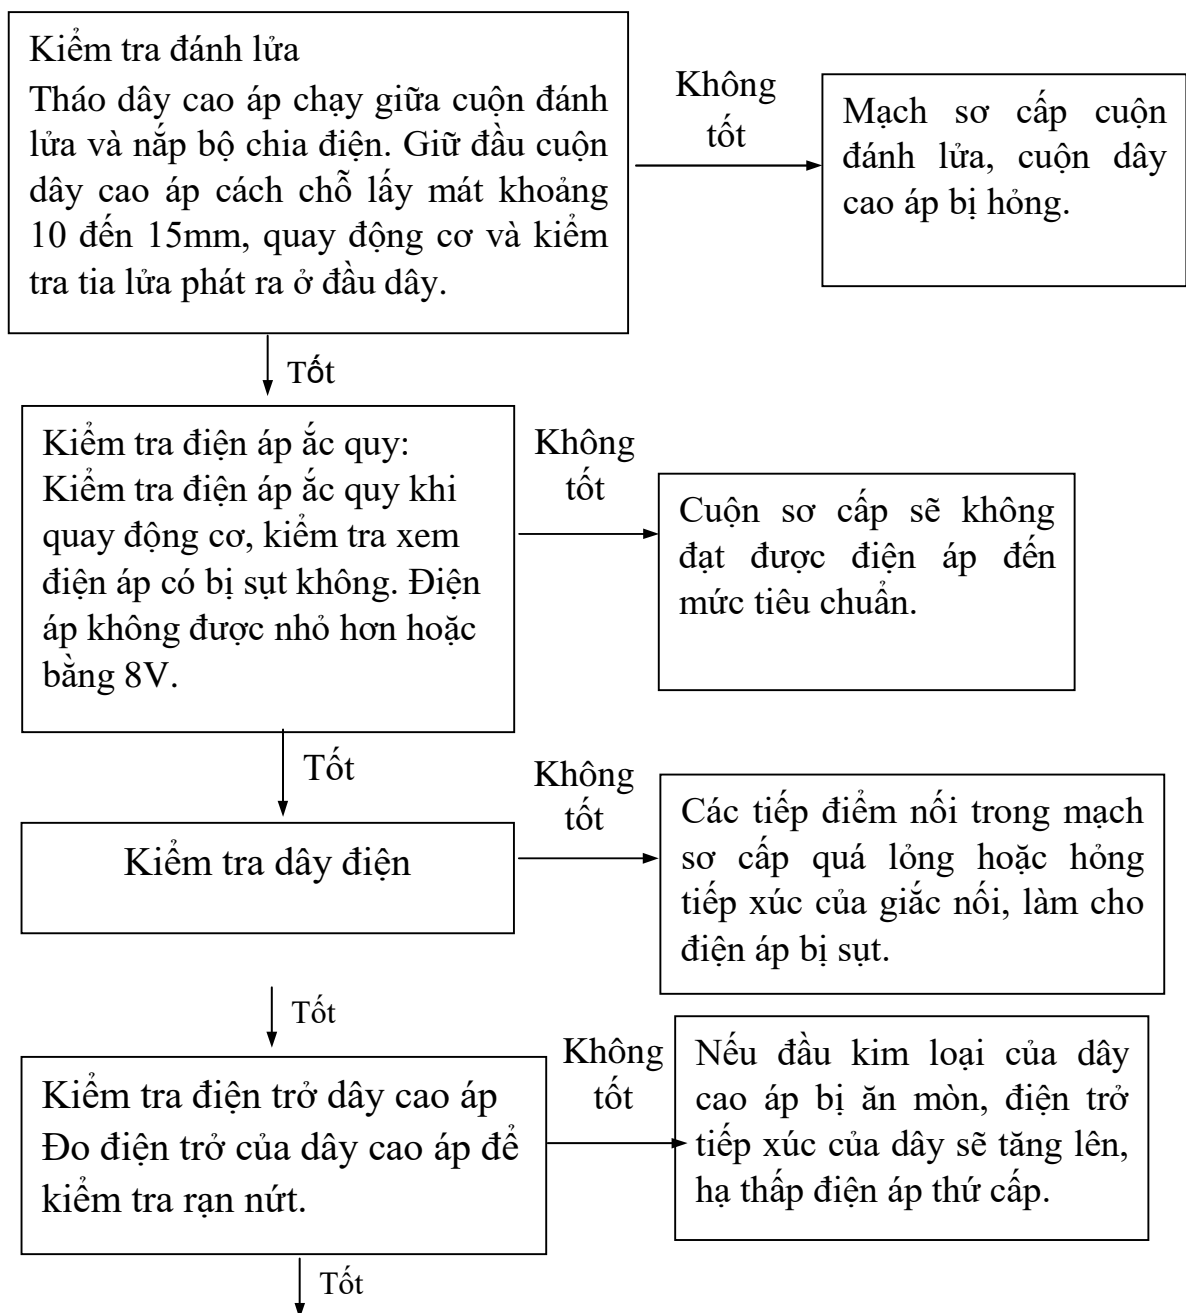 Kiểm tra đánh lửa
Tháo dây cao áp chạy giữa cuộn đánh
lửa và nắp bộ chia điện. Giữ đầu cuộn
dây cao áp cách chỗ lấy mát khoảng
10 đến 15mm, quay động cơ và kiểm
tra tia lửa phát ra ở đầu dây.
Không
tốt
Mạch sơ cấp cuộn
đánh lửa, cuộn dây
cao áp bị hỏng.
Tốt
Kiểm tra điện áp ắc quy:
Kiểm tra điện áp ắc quy khi
quay động cơ, kiểm tra xem
điện áp có bị sụt không. Điện
áp không được nhỏ hơn hoặc
bằng 8V.
Không
tốt
Cuộn sơ cấp sẽ không
đạt được điện áp đến
mức tiêu chuẩn.
Tốt
Kiểm tra dây điện
Không
tốt
Các tiếp điểm nối trong mạch
sơ cấp quá lỏng hoặc hỏng
tiếp xúc của giắc nối, làm cho
điện áp bị sụt.
Tốt
Kiểm tra điện trở dây cao áp
Đo điện trở của dây cao áp để
kiểm tra rạn nứt.
Không
tốt
Nếu đầu kim loại của dây
cao áp bị ăn mòn, điện trở
tiếp xúc của dây sẽ tăng lên,
hạ thấp điện áp thứ cấp.
Tốt